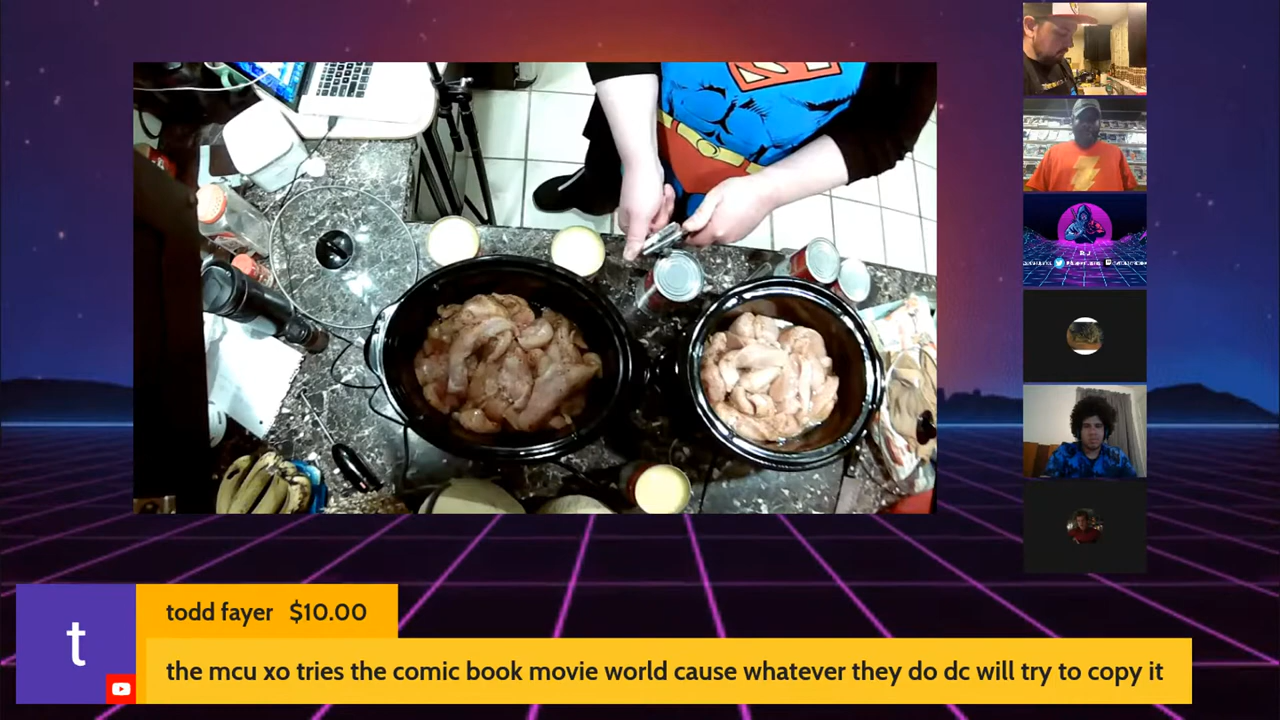 R J
t
todd fayer $10.00
the mcu xo tries the comic book movie world cause whatever they do dc will try to copy it